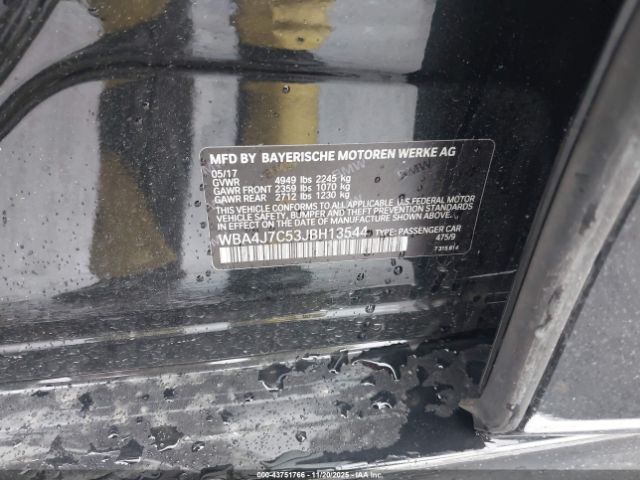 MFD BY BAYERISCHE MOTOREN WERKE AG
05/17
GVWR 4949 lbs 2245 kg
GAWR FRONT 2359 lbs 1070 kg
GAWR REAR 2712 lbs 1230 kg
THIS VEHICLE CONFORMS TO ALL APPLICABLE U.S. FEDERAL MOTOR
VEHICLE SAFETY, BUMPER AND THEFT PREVENTION
STANDARDS IN EFFECT ON THE DATE OF MANUFACTURE SHOWN ABOVE.
WBA4J7C53JBH13544 TYPE: PASSENGER CAR
475/9
000-43751766 - 11/20/2025 - IAAI.COM